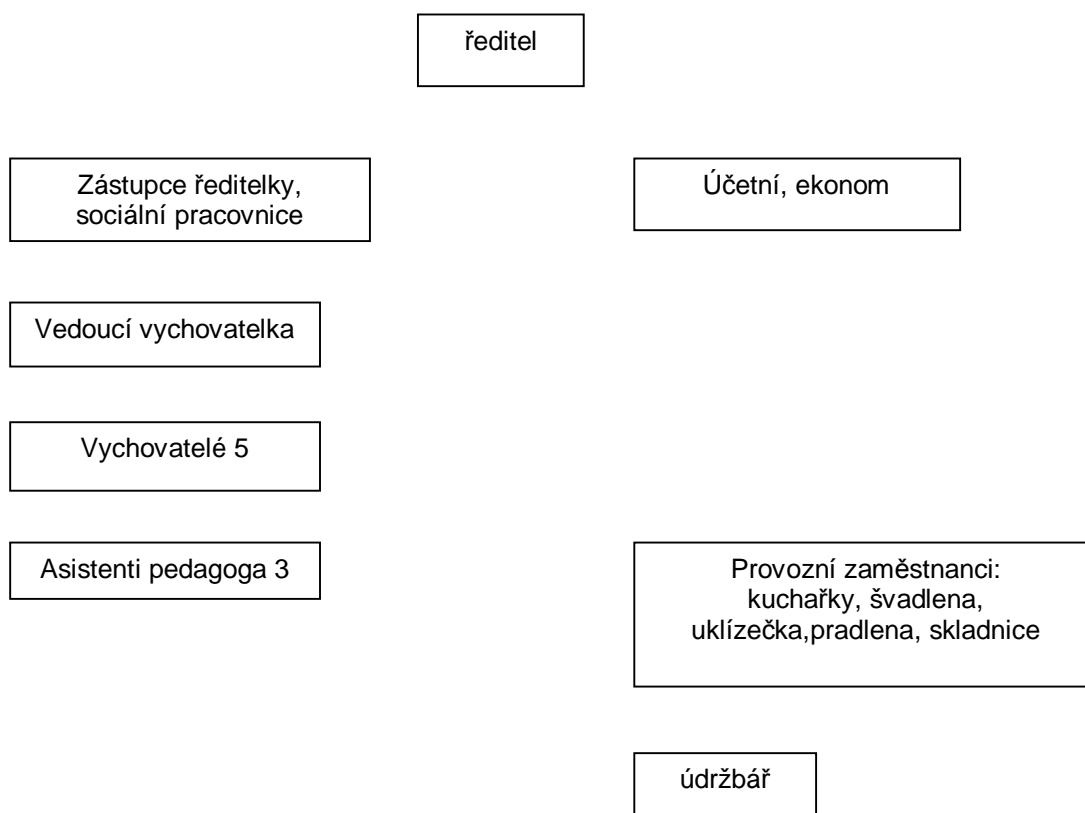 ředitel
Zástupce ředitelky,
sociální pracovnice
Účetní, ekonom
Vedoucí vychovatelka
Vychovatelé 5
Asistenti pedagoga 3
Provozní zaměstnanci:
kuchařky, švadlena,
uklízečka,pradlena, skladnice
údržbář